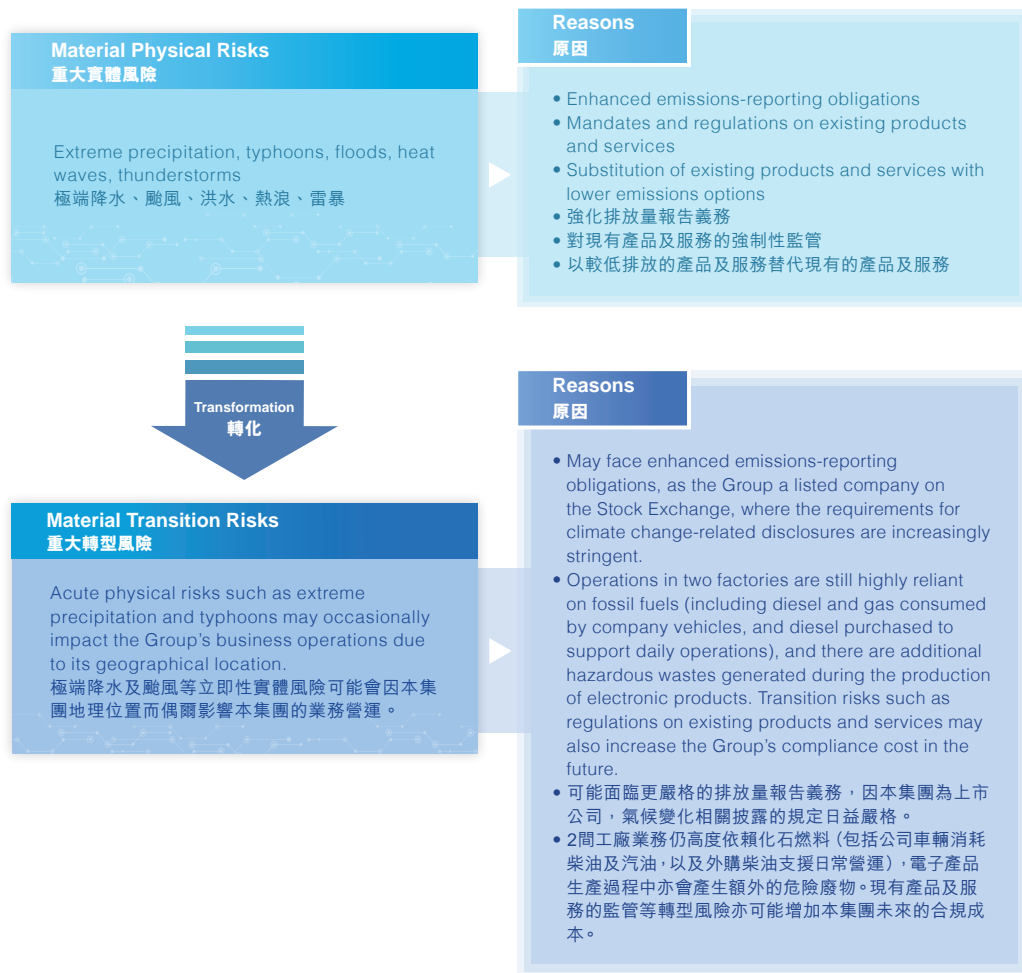 Material Physical Risks
重大實體風險
Extreme precipitation, typhoons, floods, heat
waves, thunderstorms
極端降水、颱風、洪水、熱浪、雷暴
Reasons
原因
• Enhanced emissions-reporting obligations
• Mandates and regulations on existing products
and services
• Substitution of existing products and services with
lower emissions options
• 強化排放量報告義務
• 對現有產品及服務的強制性監管
• 以較低排放的產品及服務替代現有的產品及服務
Transformation
轉化
Material Transition Risks
重大轉型風險
Acute physical risks such as extreme
precipitation and typhoons may occasionally
impact the Group's business operations due
to its geographical location.
極端降水及颱風等立即性實體風險可能會因本集
團地理位置而偶爾影響本集團的業務營運。
Reasons
原因
• May face enhanced emissions-reporting
obligations, as the Group a listed company on
the Stock Exchange, where the requirements for
climate change-related disclosures are increasingly
stringent.
• Operations in two factories are still highly reliant
on fossil fuels (including diesel and gas consumed
by company vehicles, and diesel purchased to
support daily operations), and there are additional
hazardous wastes generated during the production
of electronic products. Transition risks such as
regulations on existing products and services may
also increase the Group's compliance cost in the
future.
• 可能面臨更嚴格的排放量報告義務，因本集團為上市
公司，氣候變化相關披露的規定日益嚴格。
• 2間工廠業務仍高度依賴化石燃料（包括公司車輛消耗
柴油及汽油，以及外購柴油支援日常營運），電子產品
生產過程中亦會產生額外的危險廢物。現有產品及服
務的監管等轉型風險亦可能增加本集團未來的合規成
本。